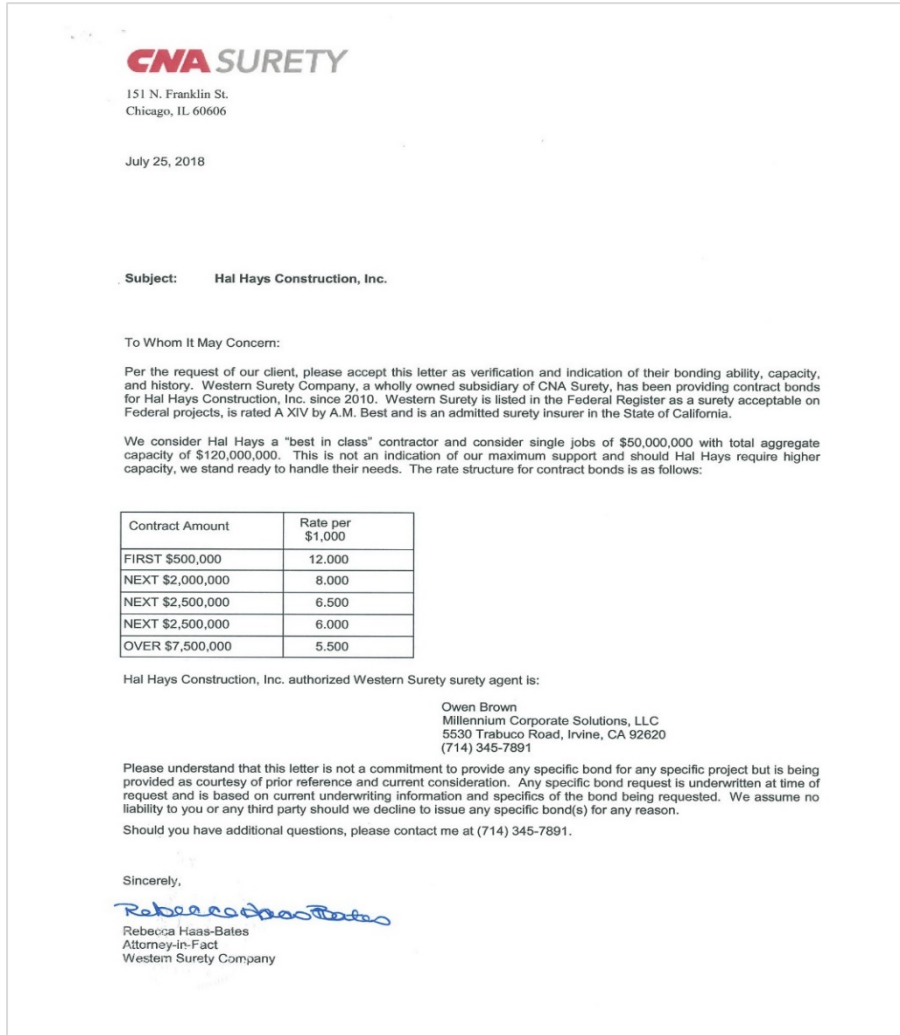 CNA SURETY
151 N. Franklin St.
Chicago, IL 60606
July 25, 2018
Subject: Hal Hays Construction, Inc.
To Whom It May Concern:
Per the request of our client, please accept this letter as verification and indication of their bonding ability, capacity,
and history. Western Surety Company, a wholly owned subsidiary of CNA Surety, has been providing contract bonds
for Hal Hays Construction, Inc. since 2010. Western Surety is listed in the Federal Register as a surety acceptable on
Federal projects, is rated A XIV by A.M. Best and is an admitted surety insurer in the State of California.
We consider Hal Hays a "best in class" contractor and consider single jobs of $50,000,000 with total aggregate
capacity of $120,000,000. This is not an indication of our maximum support and should Hal Hays require higher
capacity, we stand ready to handle their needs. The rate structure for contract bonds is as follows:
Contract Amount Rate per
$1,000
FIRST $500,000 12.000
NEXT $2,000,000 8.000
NEXT $2,500,000 6.500
NEXT $2,500,000 6.000
OVER $7,500,000 5.500
Hal Hays Construction, Inc. authorized Western Surety surety agent is:
Owen Brown
Millennium Corporate Solutions, LLC
5530 Trabuco Road, Irvine, CA 92620
(714) 345-7891
Please understand that this letter is not a commitment to provide any specific bond for any specific project but is being
provided as courtesy of prior reference and current consideration. Any specific bond request is underwritten at time of
request and is based on current underwriting information and specifics of the bond being requested. We assume no
liability to you or any third party should we decline to issue any specific bond(s) for any reason.
Should you have additional questions, please contact me at (714) 345-7891.
Sincerely,
Rebecca Haas-Bates
Rebecca Haas-Bates
Attorney-in-Fact
Western Surety Company